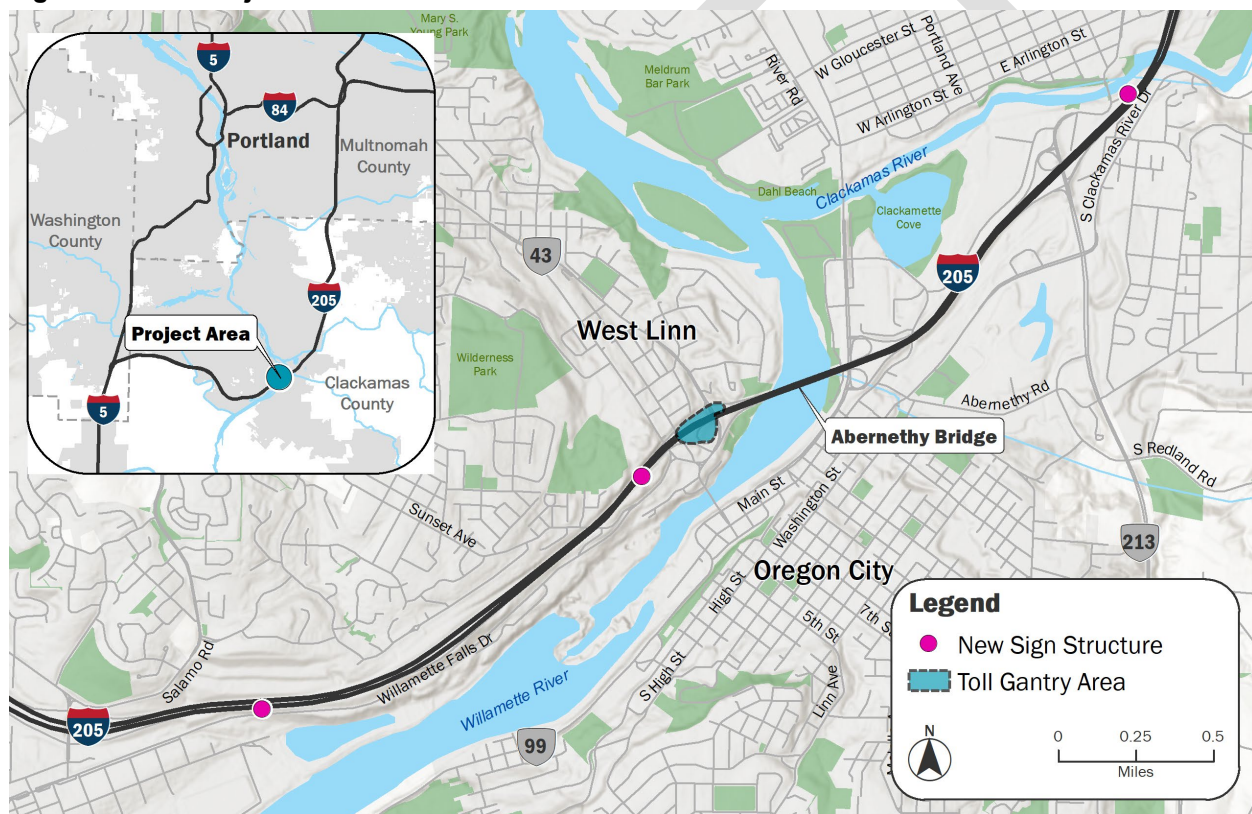 Mary S.
Young Park
5
84
Portland
Multnomah
County
Washington
County
205
Project Area
Clackamas
County
5
Meldrum
Bar Park
River Rd
W Gloucester St
Portland
Ave
E Arlington St
W Arlington St
S Clackamas River Dr
Dahl Beach
Clackamas River
Clackamette
Cove
43
205
West Linn
Wilderness
Park
Abernethy Rd
Abernethy Bridge
S Redland Rd
Sunset Ave
Main St
Washington St
213
Oregon City
High St
5th St
7th St
Linn Ave
S High St
Salamo Rd
Willamette Falls Dr
Willamette River
205
99
Legend
New Sign Structure
Toll Gantry Area
N
0 0.25 0.5
Miles